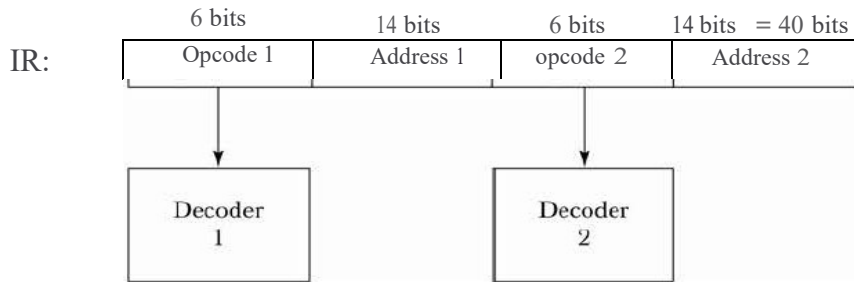 6 bits 14 bits 6 bits 14 bits = 40 bits
IR: Opcode 1 Address 1 opcode 2 Address 2
Decoder Decoder
1 2